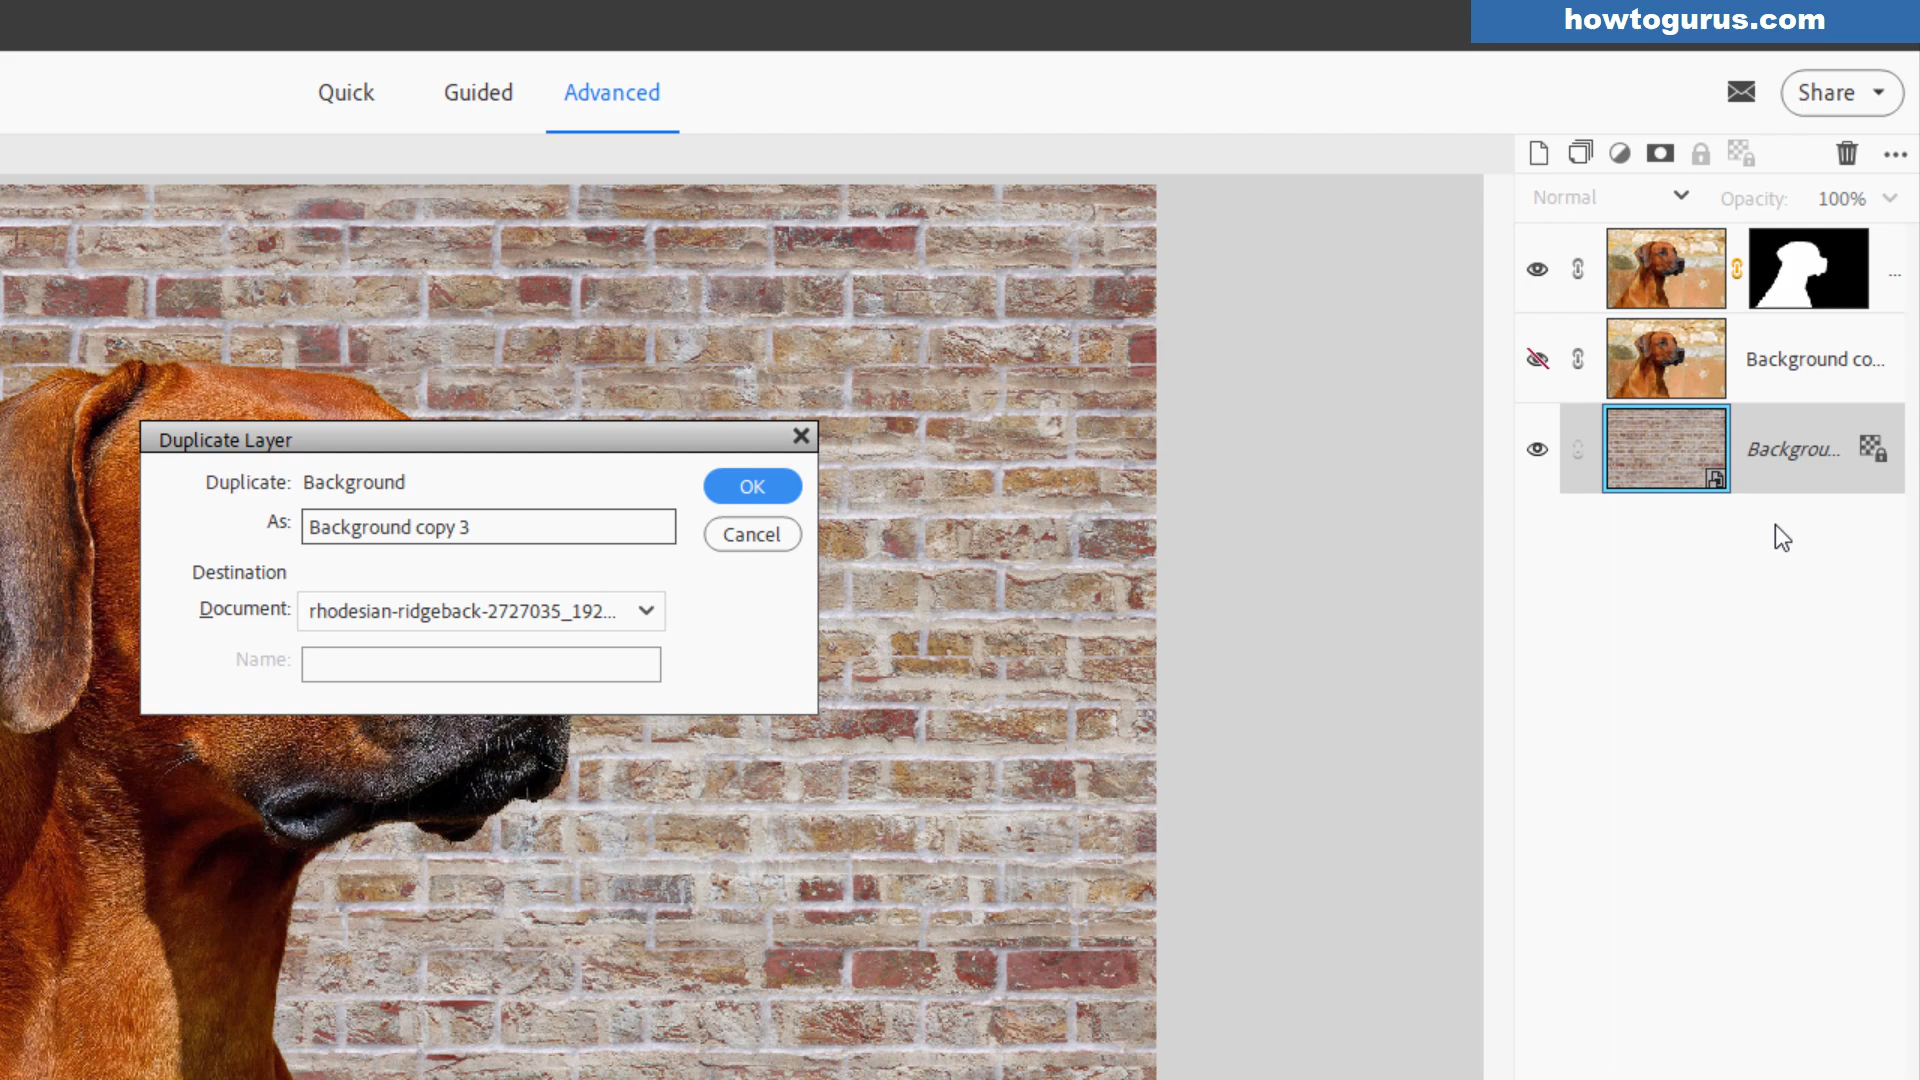 howtogurus.com
Quick Guided Advanced
Share
Normal Opacity: 100%
...
Background co...
Backgrou...
Duplicate Layer
Duplicate: Background
As: Background copy 3
OK
Cancel
Destination
Document: rhodesian-ridgeback-2727035_192...
Name: